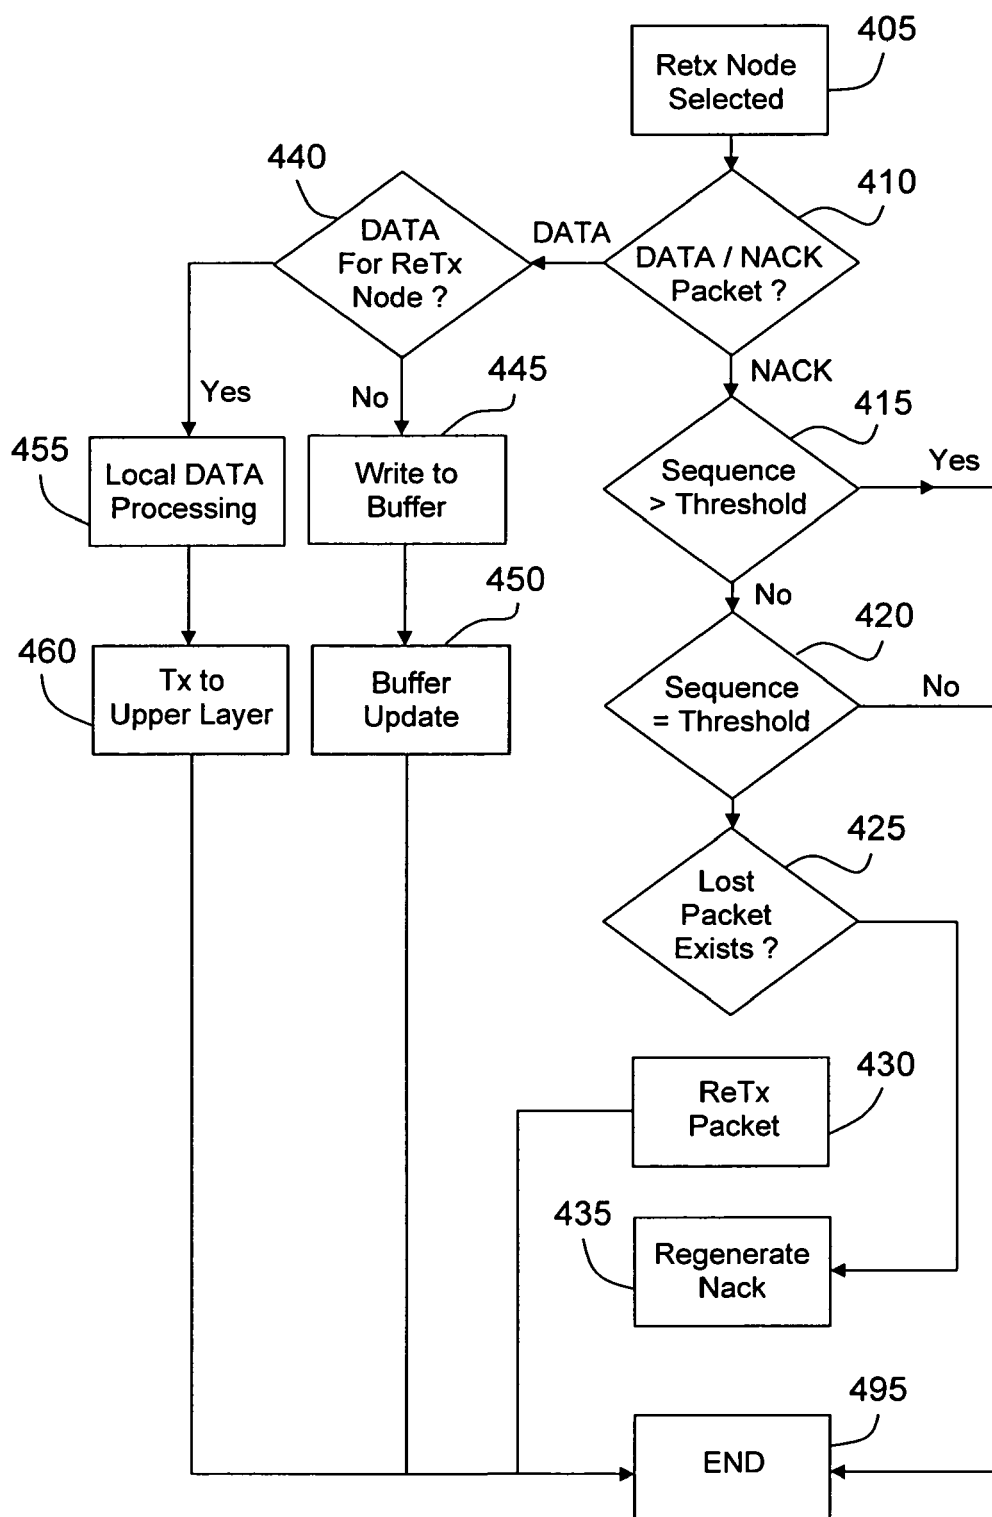 405
Retx Node
Selected
440
410
DATA
For ReTx
Node ?
DATA
DATA / NACK
Packet ?
Yes
No
445
NACK
415
455
Local DATA
Processing
Write to
Buffer
Sequence
> Threshold
Yes
450
No
420
460
Tx to
Upper Layer
Buffer
Update
Sequence
= Threshold
No
425
Lost
Packet
Exists ?
430
ReTx
Packet
435
Regenerate
Nack
495
END